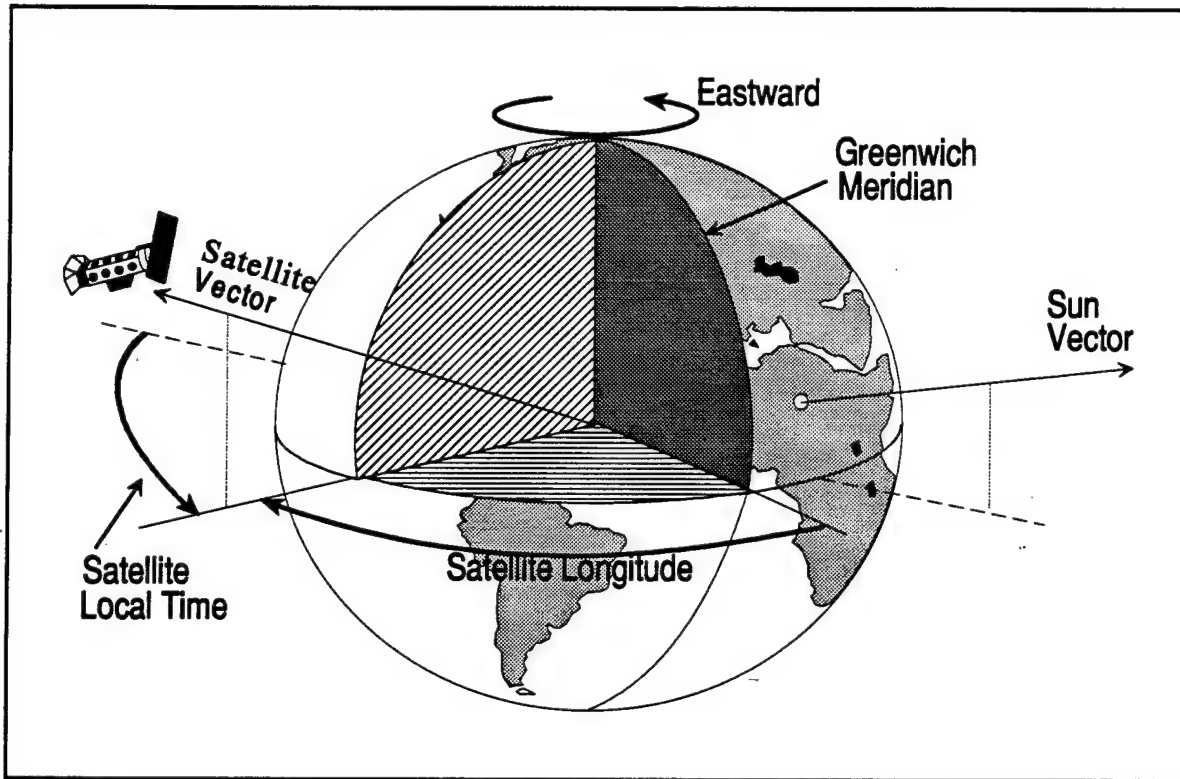 Eastward
Greenwich
Meridian
Satellite
Vector
Sun
Vector
Satellite
Local Time
Satellite Longitude